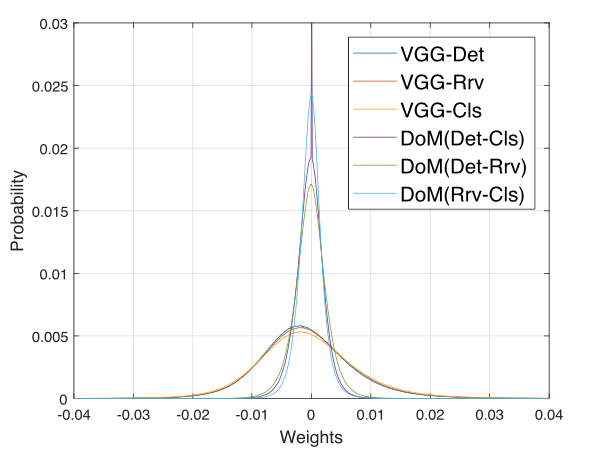 0.03
0.025
0.02
0.015
0.01
0.005
0
Probability
VGG-Det
VGG-Rrv
VGG-Cls
DoM(Det-Cls)
DoM(Det-Rrv)
DoM(Rrv-Cls)
-0.04 -0.03 -0.02 -0.01 0 0.01 0.02 0.03 0.04
Weights